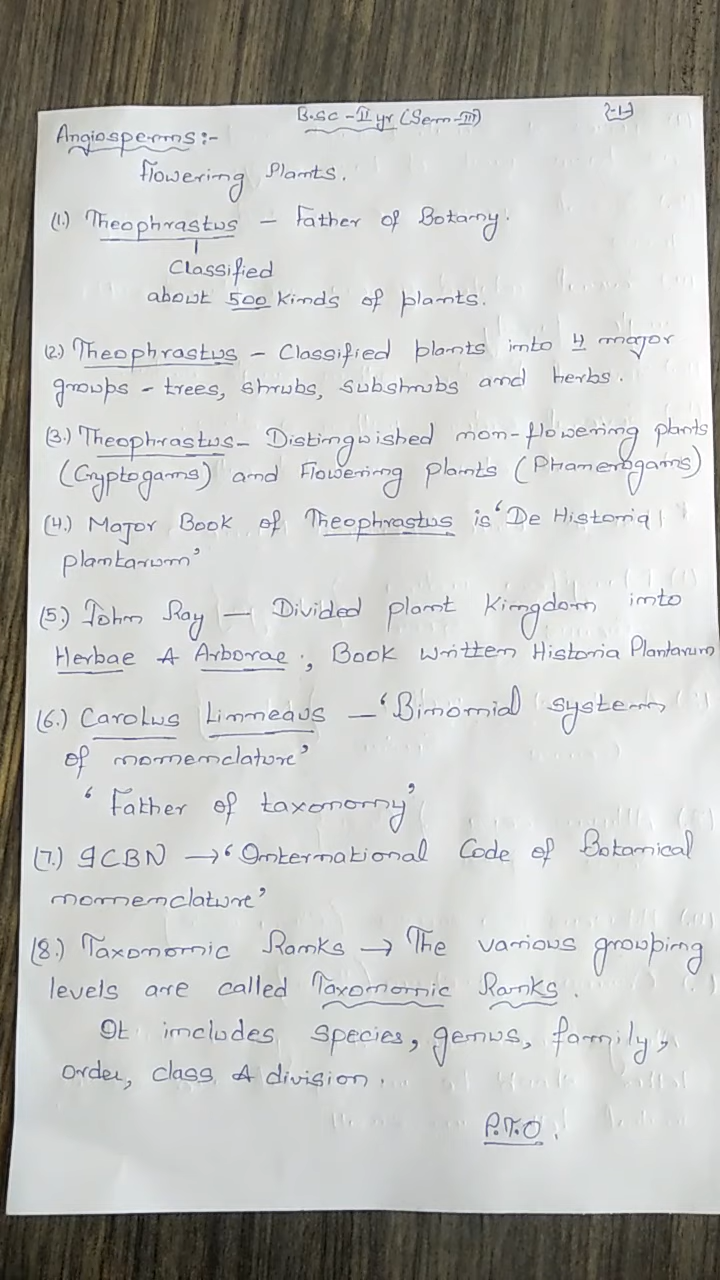 B.sc - II yr (Sem-III)
Angiosperms:-
Flowering Plants.
(1.) Theophrastus - Father of Botany.
Classified
about 500 kinds of plants.
(2.) Theophrastus - Classified plants into 4 major
groups - trees, shrubs, subshrubs and herbs.
(3.) Theophrastus - Distinguished non-flowering plants
(Cryptogams) and Flowering Plants (Phanerogams)
(4.) Major Book of Theophrastus is 'De Historia
plantarum'
(5.) John Ray - Divided plant Kingdom into
Herbae & Arborae, Book written Historia Plantarum
(6.) Carolus Linneaus - 'Binomial system
of nomenclature'
'Father of taxonomy'
(7.) ICBN → 'International Code of Botanical
nomenclature'
(8.) Taxonomic Ranks → The various grouping
levels are called Taxonomic Ranks.
It includes species, genus, family,
order, class & division.
P.T.O.